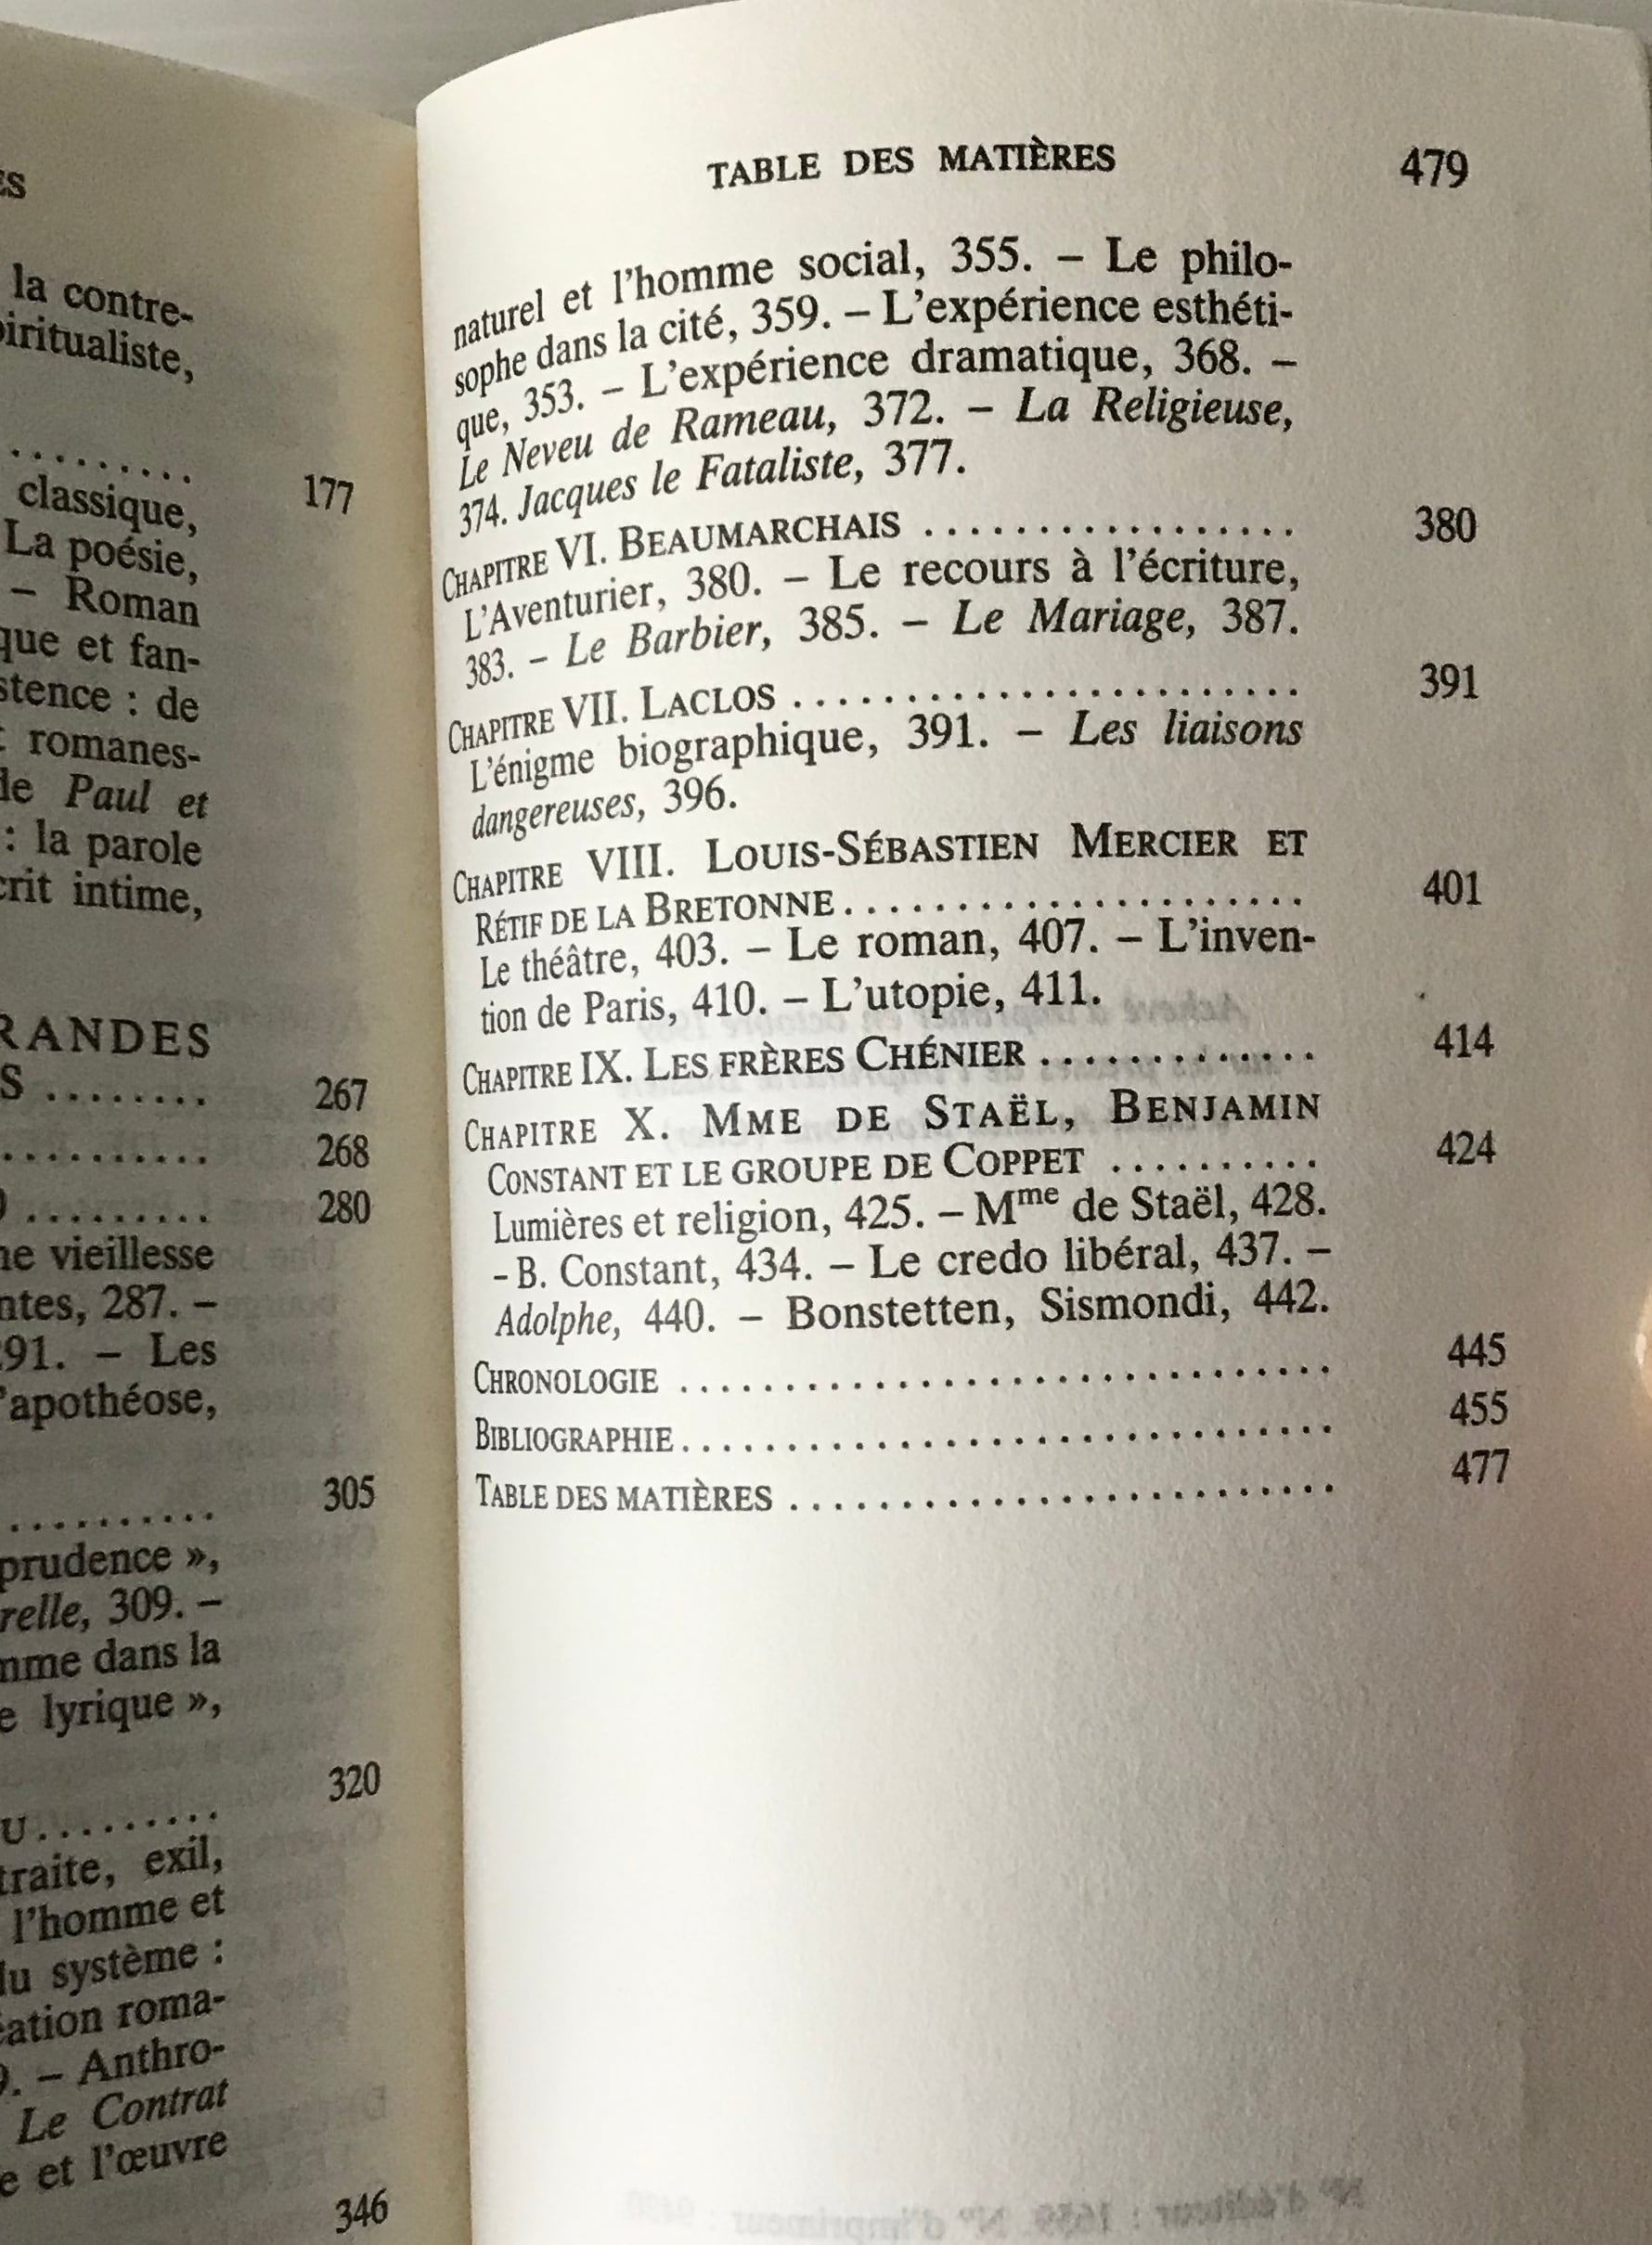 ES
la contre-
iritualiste,
.........
177
classique,
La poésie,
– Roman
que et fan-
stence : de
romanes-
de Paul et
: la parole
crit intime,
RANDES
S ........ 267
.......... 268
......... 280
ne vieillesse
ntes, 287. –
291. – Les
'apothéose,
.......... 305
prudence »,
relle, 309. –
mme dans la
e lyrique »,
320
U.........
traite, exil,
l'homme et
du système :
éation roma-
9. – Anthro-
Le Contrat
e et l'œuvre
346
TABLE DES MATIÈRES 479
naturel et l'homme social, 355. – Le philo-
sophe dans la cité, 359. – L'expérience esthéti-
que, 353. – L'expérience dramatique, 368. –
Le Neveu de Rameau, 372. – La Religieuse,
374. Jacques le Fataliste, 377.
CHAPITRE VI. BEAUMARCHAIS ................. 380
L'Aventurier, 380. – Le recours à l'écriture,
383. – Le Barbier, 385. – Le Mariage, 387.
CHAPITRE VII. LACLOS ....................... 391
L'énigme biographique, 391. – Les liaisons
dangereuses, 396.
CHAPITRE VIII. LOUIS-SÉBASTIEN MERCIER ET
RÉTIF DE LA BRETONNE..................... 401
Le théâtre, 403. – Le roman, 407. – L'inven-
tion de Paris, 410. – L'utopie, 411.
CHAPITRE IX. LES FRÈRES CHÉNIER ............. 414
CHAPITRE X. MME DE STAËL, BENJAMIN
CONSTANT ET LE GROUPE DE COPPET .......... 424
Lumières et religion, 425. – Mme de Staël, 428.
– B. Constant, 434. – Le credo libéral, 437. –
Adolphe, 440. – Bonstetten, Sismondi, 442.
CHRONOLOGIE ............................... 445
BIBLIOGRAPHIE.............................. 455
TABLE DES MATIÈRES ......................... 477